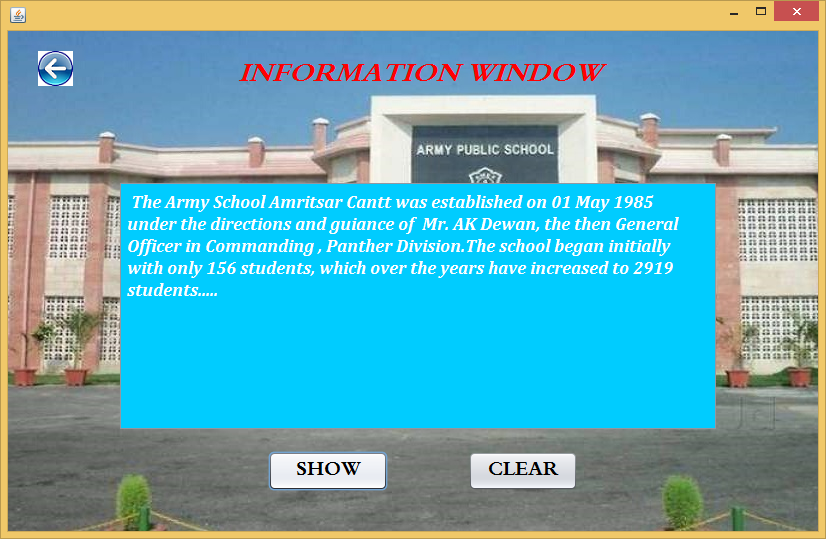 INFORMATION WINDOW
ARMY PUBLIC SCHOOL
The Army School Amritsar Cantt was established on 01 May 1985
under the directions and guiance of  Mr. AK Dewan, the then General
Officer in Commanding , Panther Division.The school began initially
with only 156 students, which over the years have increased to 2919
students.....
SHOW
CLEAR